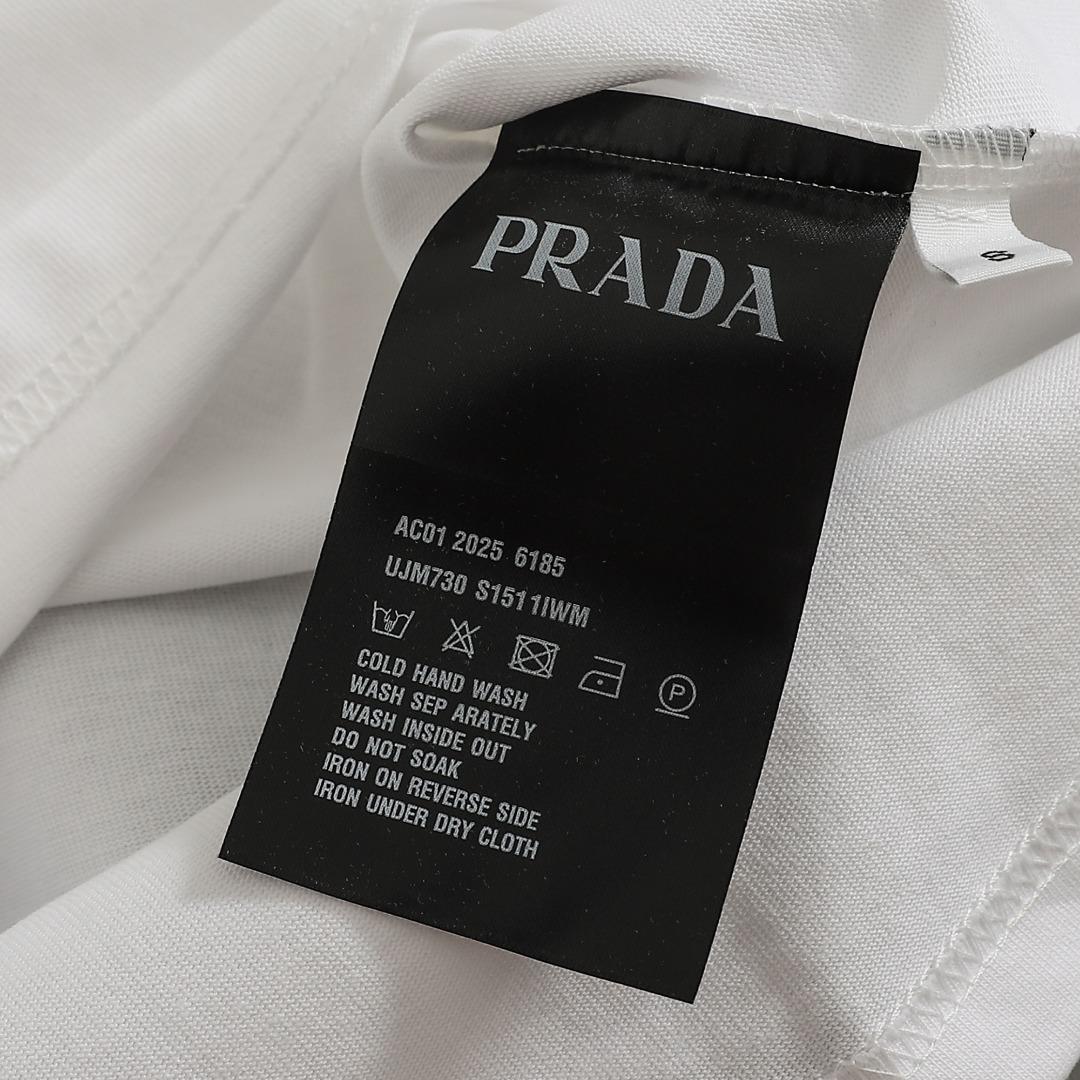 PRADA
AC01 2025 6185
UJM730 S1511IWM
P
COLD HAND WASH
WASH SEP ARATELY
WASH INSIDE OUT
DO NOT SOAK
IRON ON REVERSE SIDE
IRON UNDER DRY CLOTH